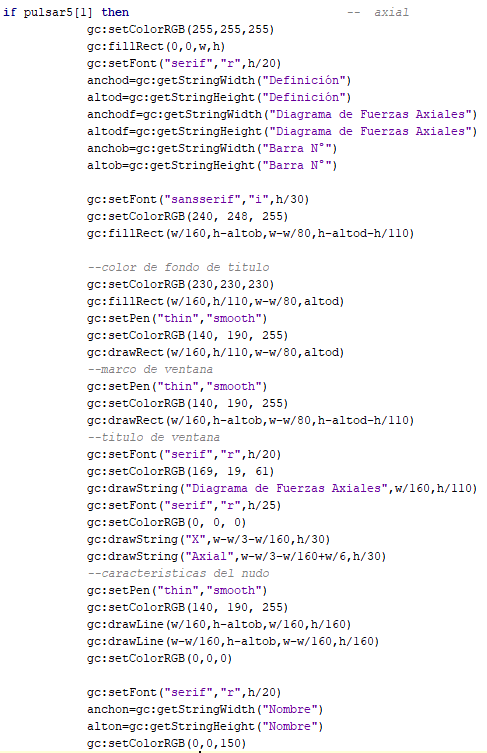 if pulsar5[1] then -- axial
gc:setColorRGB(255,255,255)
gc:fillRect(0,0,w,h)
gc:setFont("serif","r",h/20)
anchod=gc:getStringWidth("Definición")
altod=gc:getStringHeight("Definición")
anchodf=gc:getStringWidth("Diagrama de Fuerzas Axiales")
altodf=gc:getStringHeight("Diagrama de Fuerzas Axiales")
anchob=gc:getStringWidth("Barra N°")
altob=gc:getStringHeight("Barra N°")
gc:setFont("sansserif","i",h/30)
gc:setColorRGB(240, 248, 255)
gc:fillRect(w/160,h-altob,w-w/80,h-altod-h/110)
--color de fondo de titulo
gc:setColorRGB(230,230,230)
gc:fillRect(w/160,h/110,w-w/80,altod)
gc:setPen("thin","smooth")
gc:setColorRGB(140, 190, 255)
gc:drawRect(w/160,h/110,w-w/80,altod)
--marco de ventana
gc:setPen("thin","smooth")
gc:setColorRGB(140, 190, 255)
gc:drawRect(w/160,h-altob,w-w/80,h-altod-h/110)
--titulo de ventana
gc:setFont("serif","r",h/20)
gc:setColorRGB(169, 19, 61)
gc:drawString("Diagrama de Fuerzas Axiales",w/160,h/110)
gc:setFont("serif","r",h/25)
gc:setColorRGB(0, 0, 0)
gc:drawString("X",w-w/3-w/160,h/30)
gc:drawString("Axial",w-w/3-w/160+w/6,h/30)
--caracteristicas del nudo
gc:setPen("thin","smooth")
gc:setColorRGB(140, 190, 255)
gc:drawLine(w/160,h-altob,w/160,h/160)
gc:drawLine(w-w/160,h-altob,w-w/160,h/160)
gc:setColorRGB(0,0,0)
gc:setFont("serif","r",h/20)
anchon=gc:getStringWidth("Nombre")
alton=gc:getStringHeight("Nombre")
gc:setColorRGB(0,0,150)